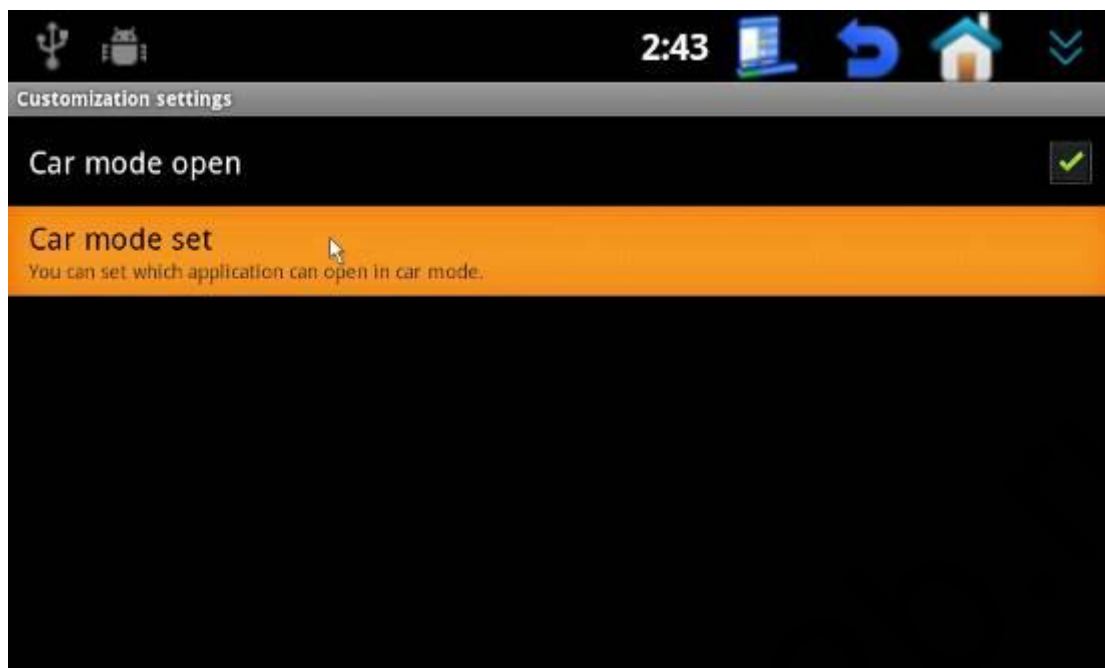 2:43
Customization settings
Car mode open
Car mode set
You can set which application can open in car mode.